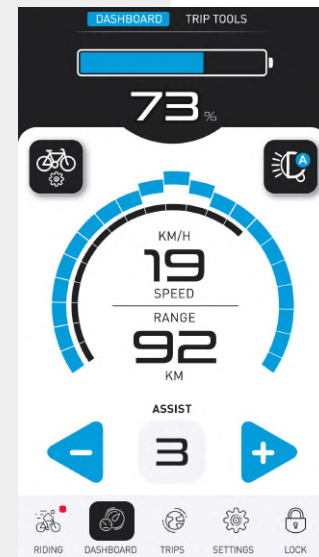 DASHBOARD TRIP TOOLS
73 %
A
KM/H
19
SPEED
RANGE
92
KM
ASSIST
- 3 +
RIDING DASHBOARD TRIPS SETTINGS LOCK